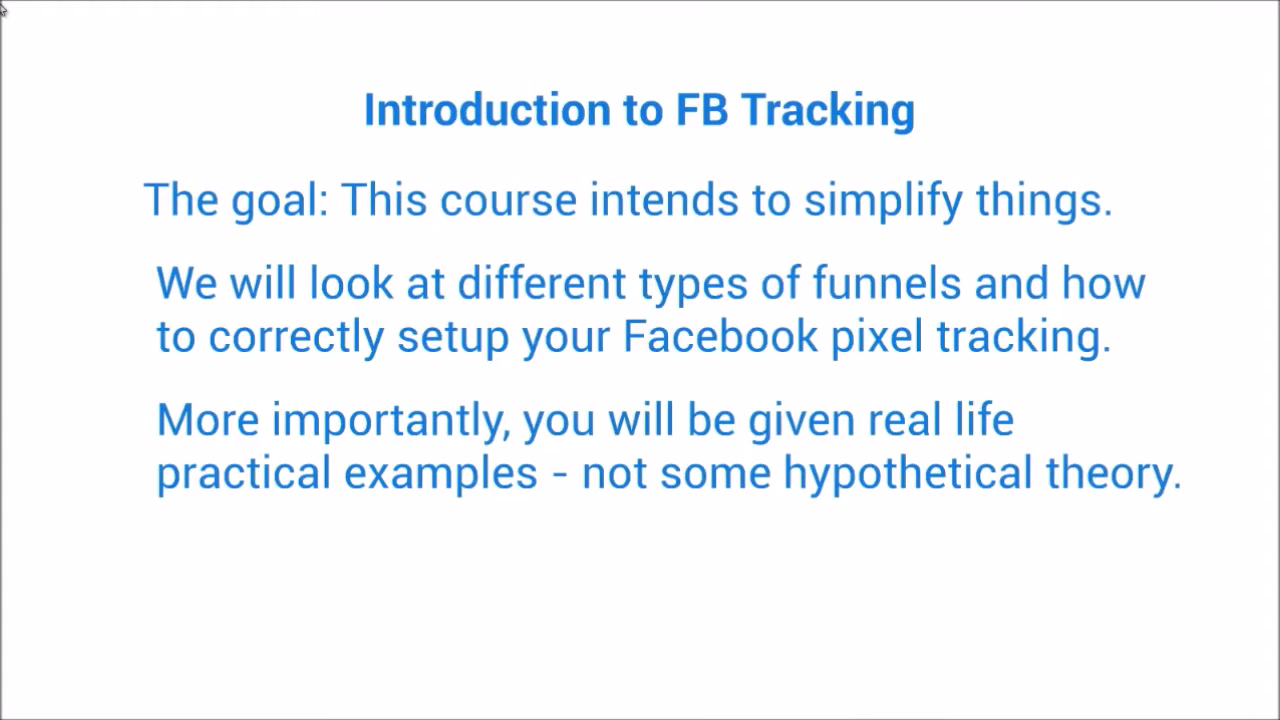 Introduction to FB Tracking
The goal: This course intends to simplify things.
We will look at different types of funnels and how
to correctly setup your Facebook pixel tracking.
More importantly, you will be given real life
practical examples - not some hypothetical theory.